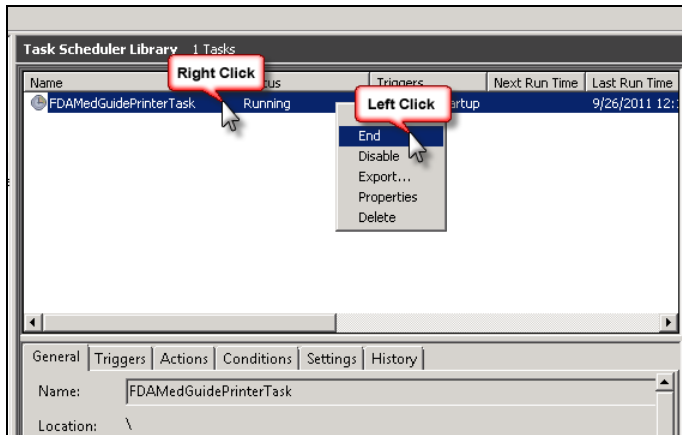 Task Scheduler Library 1 Tasks
Name Triggers Next Run Time Last Run Time
Right Click
FDAMedGuidePrinterTask Running 9/26/2011
Left Click
End
Disable
Export...
Properties
Delete
General Triggers Actions Conditions Settings History
Name: FDAMedGuidePrinterTask
Location: \